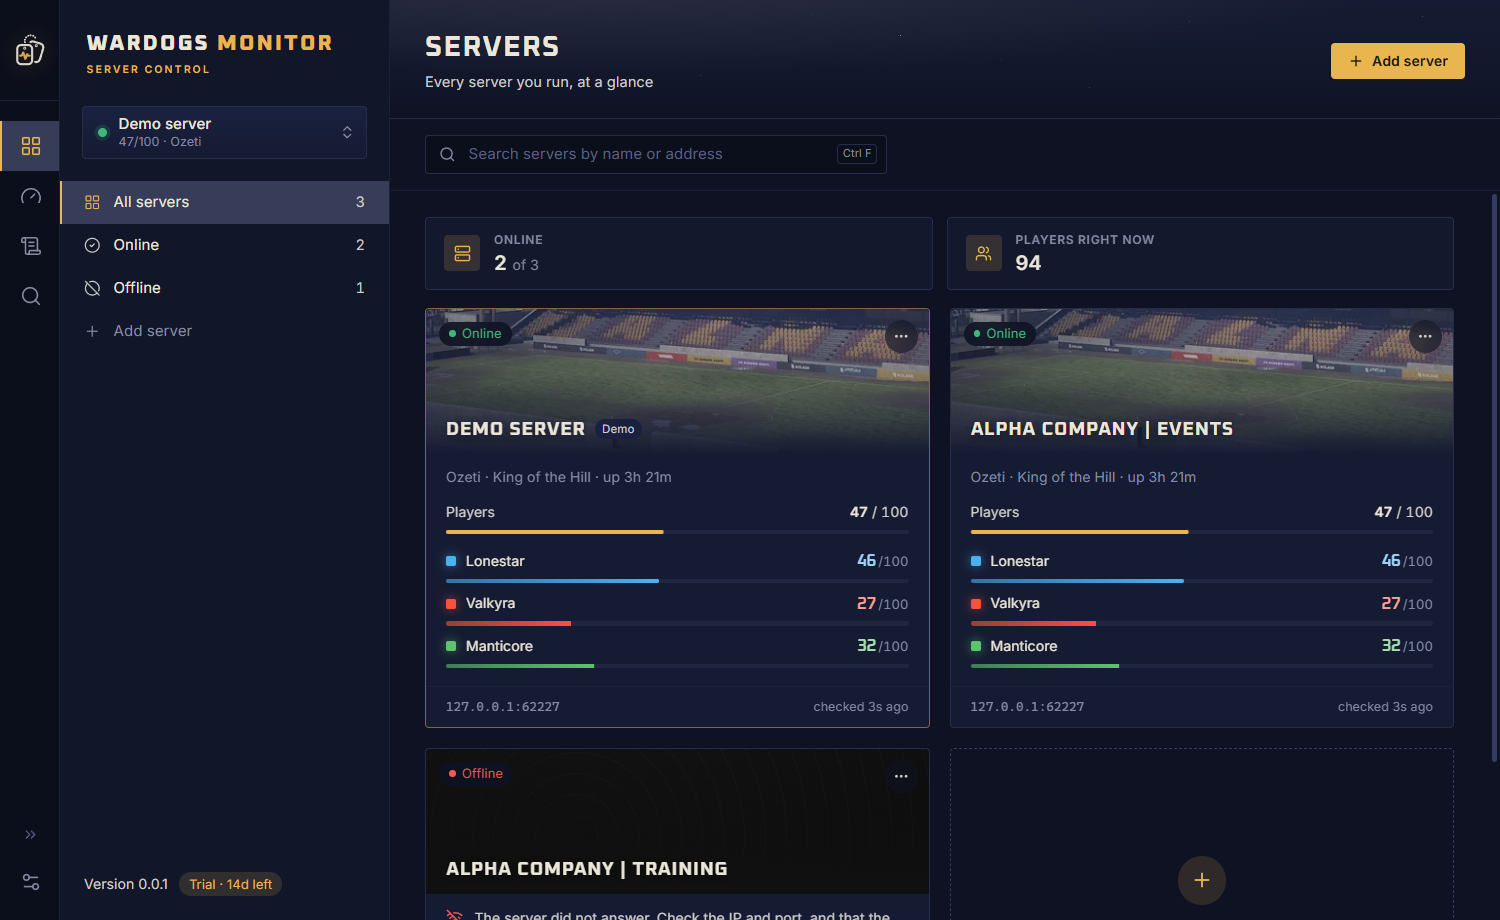 WARDOGS MONITOR
SERVER CONTROL
Demo server
47/100 · Ozeti
All servers 3
Online 2
Offline 1
Add server
Version 0.0.1 Trial · 14d left
SERVERS
Every server you run, at a glance
Add server
Search servers by name or address Ctrl F
ONLINE
2 of 3
PLAYERS RIGHT NOW
94
Online
DEMO SERVER Demo
Ozeti · King of the Hill · up 3h 21m
Players 47 / 100
Lonestar 46/100
Valkyra 27/100
Manticore 32/100
127.0.0.1:62227 checked 3s ago
Online
ALPHA COMPANY | EVENTS
Ozeti · King of the Hill · up 3h 21m
Players 47 / 100
Lonestar 46/100
Valkyra 27/100
Manticore 32/100
127.0.0.1:62227 checked 3s ago
Offline
ALPHA COMPANY | TRAINING
The server did not answer. Check the IP and port, and that the